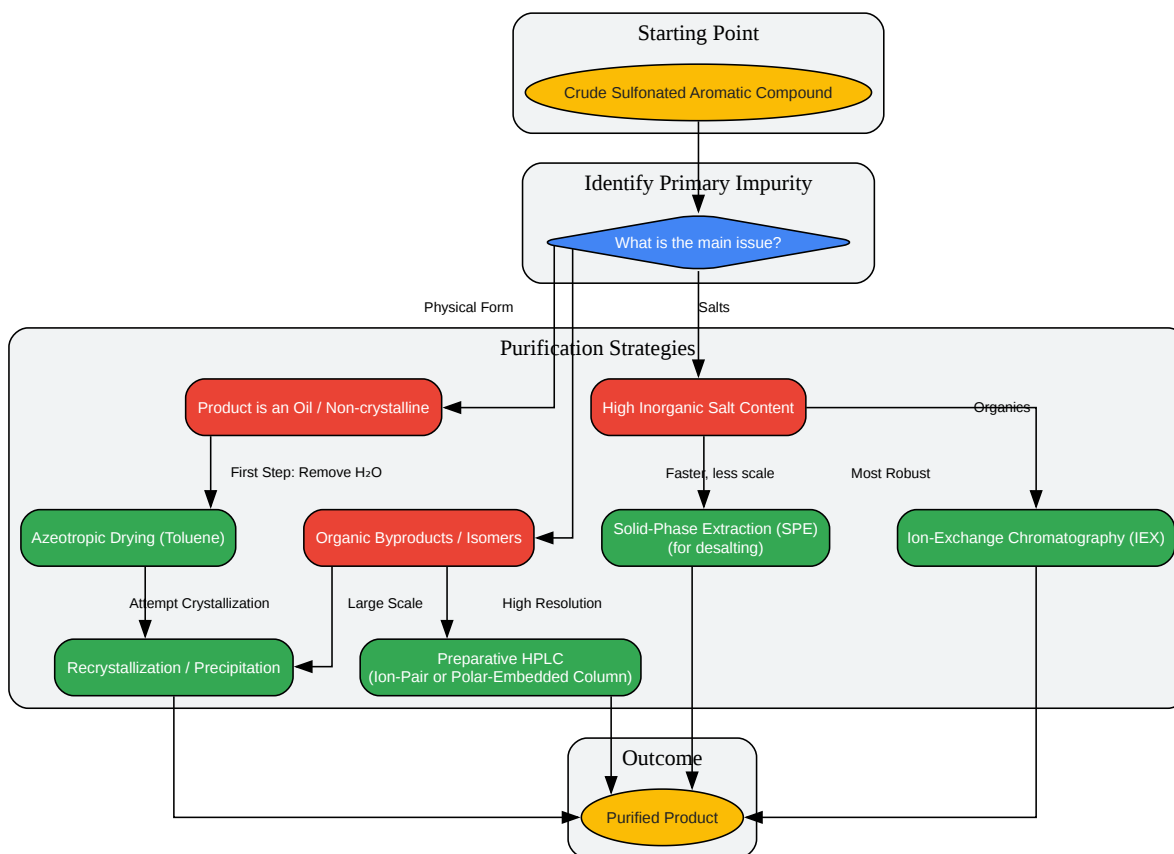 Starting Point
Crude Sulfonated Aromatic Compound
Identify Primary Impurity
What is the main issue?
Physical Form
Salts
Purification Strategies
Product is an Oil / Non-crystalline
High Inorganic Salt Content
Organics
First Step: Remove H₂O
Faster, less scale
Most Robust
Azeotropic Drying (Toluene)
Organic Byproducts / Isomers
Solid-Phase Extraction (SPE)
(for desalting)
Ion-Exchange Chromatography (IEX)
Attempt Crystallization
Large Scale
High Resolution
Recrystallization / Precipitation
Preparative HPLC
(Ion-Pair or Polar-Embedded Column)
Outcome
Purified Product